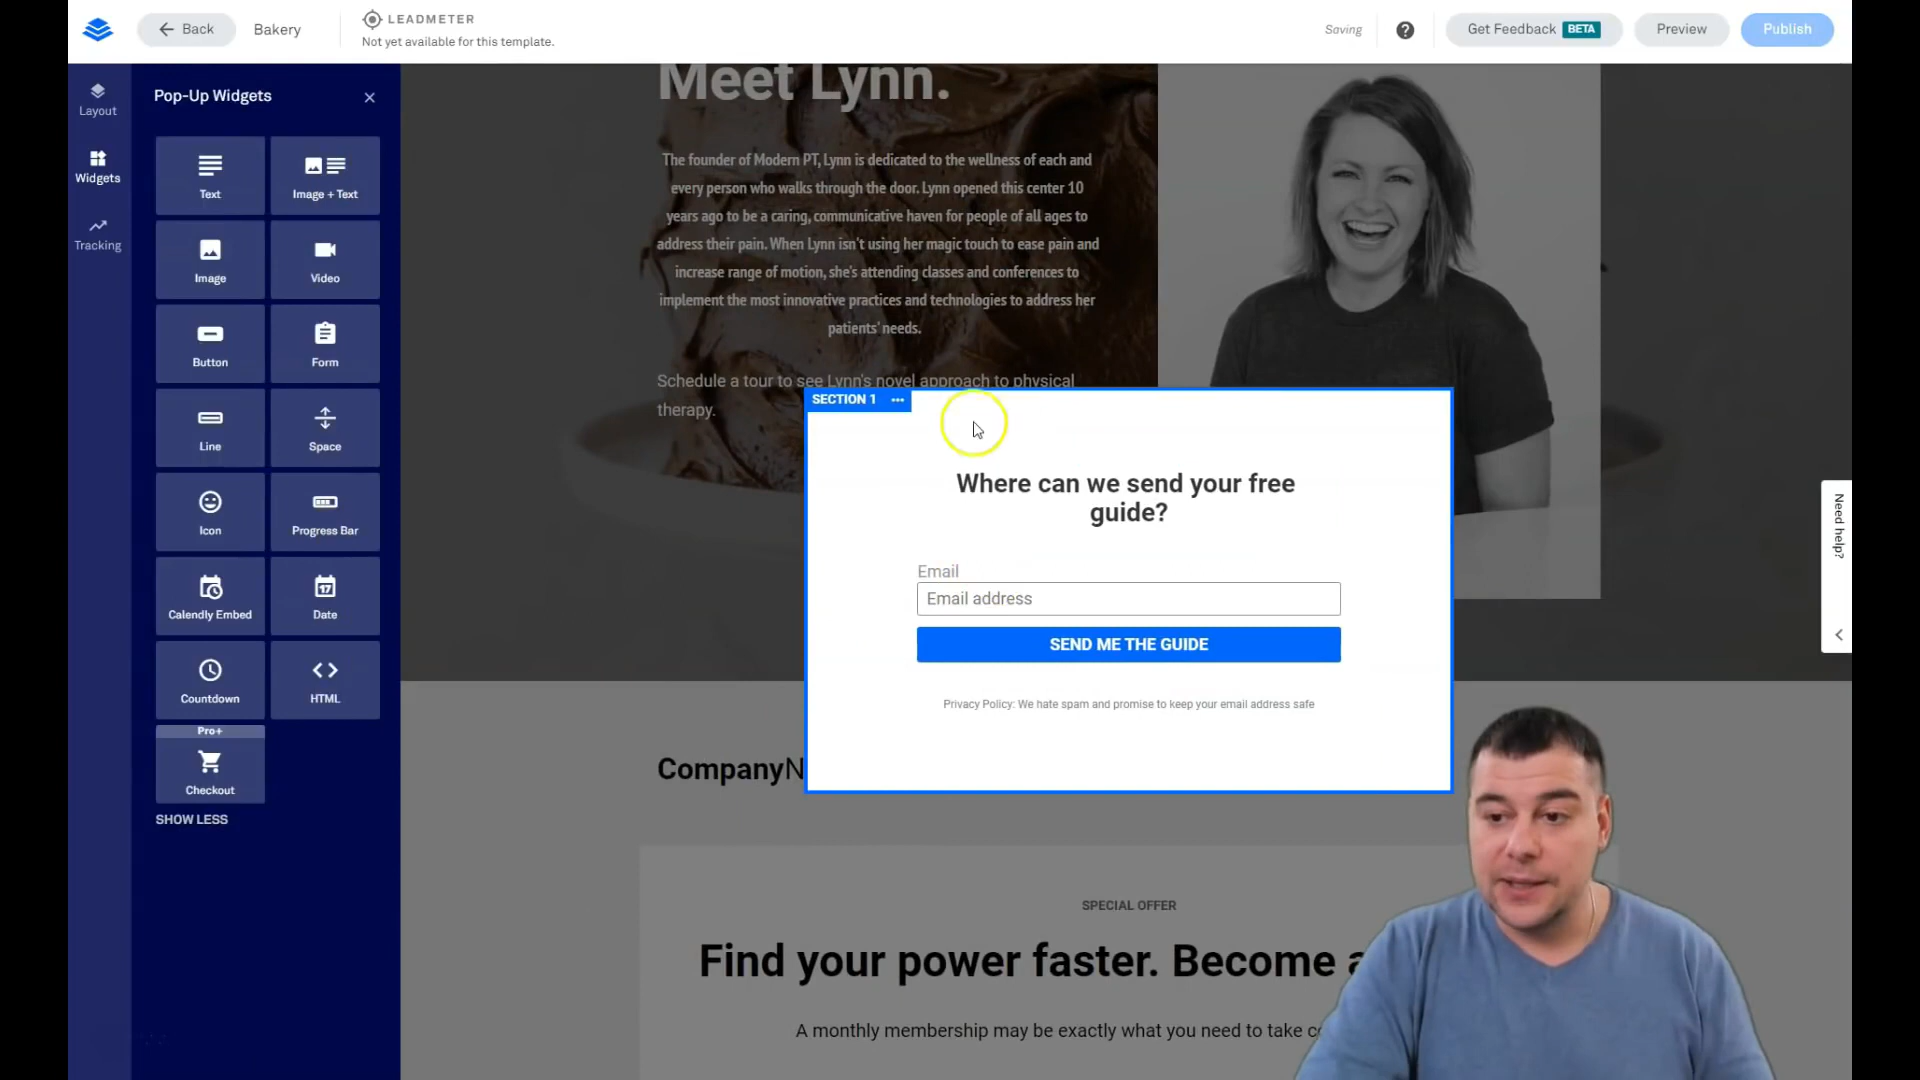 Back
Bakery
LEADMETER
Not yet available for this template.
Saving
Get Feedback BETA
Preview
Publish
Layout
Widgets
Tracking
Pop-Up Widgets
Text
Image + Text
Image
Video
Button
Form
Line
Space
Icon
Progress Bar
Calendly Embed
17
Date
Countdown
HTML
Pro+
Checkout
SHOW LESS
Meet Lynn.
The founder of Modern PT, Lynn is dedicated to the wellness of each and
every person who walks through the door. Lynn opened this center 10
years ago to be a caring, communicative haven for people of all ages to
address their pain. When Lynn isn't using her magic touch to ease pain and
increase range of motion, she's attending classes and conferences to
implement the most innovative practices and technologies to address her
patients' needs.
Schedule a tour to see Lynn's novel approach to physical
therapy.
SECTION 1
Where can we send your free
guide?
Email
Email address
SEND ME THE GUIDE
Privacy Policy: We hate spam and promise to keep your email address safe
Need help?
CompanyN
SPECIAL OFFER
Find your power faster. Become a
A monthly membership may be exactly what you need to take c